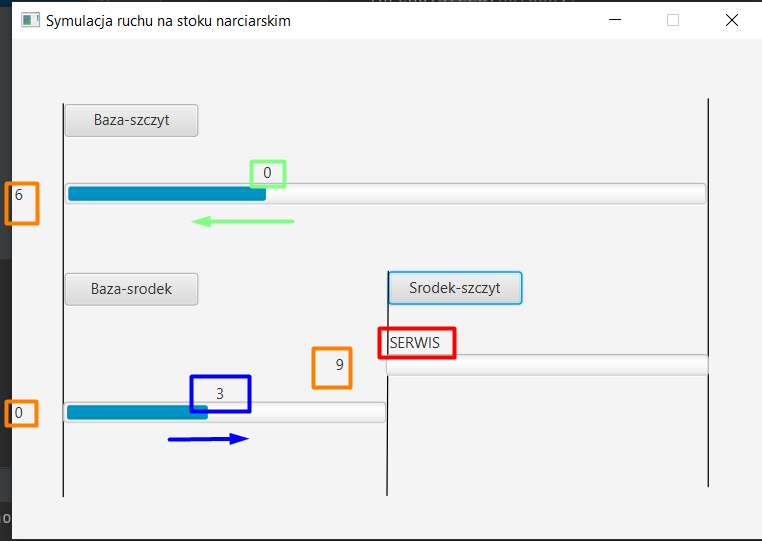 Symulacja ruchu na stoku narciarskim
Baza-szczyt
0
6
Baza-srodek
Srodek-szczyt
SERWIS
9
3
0